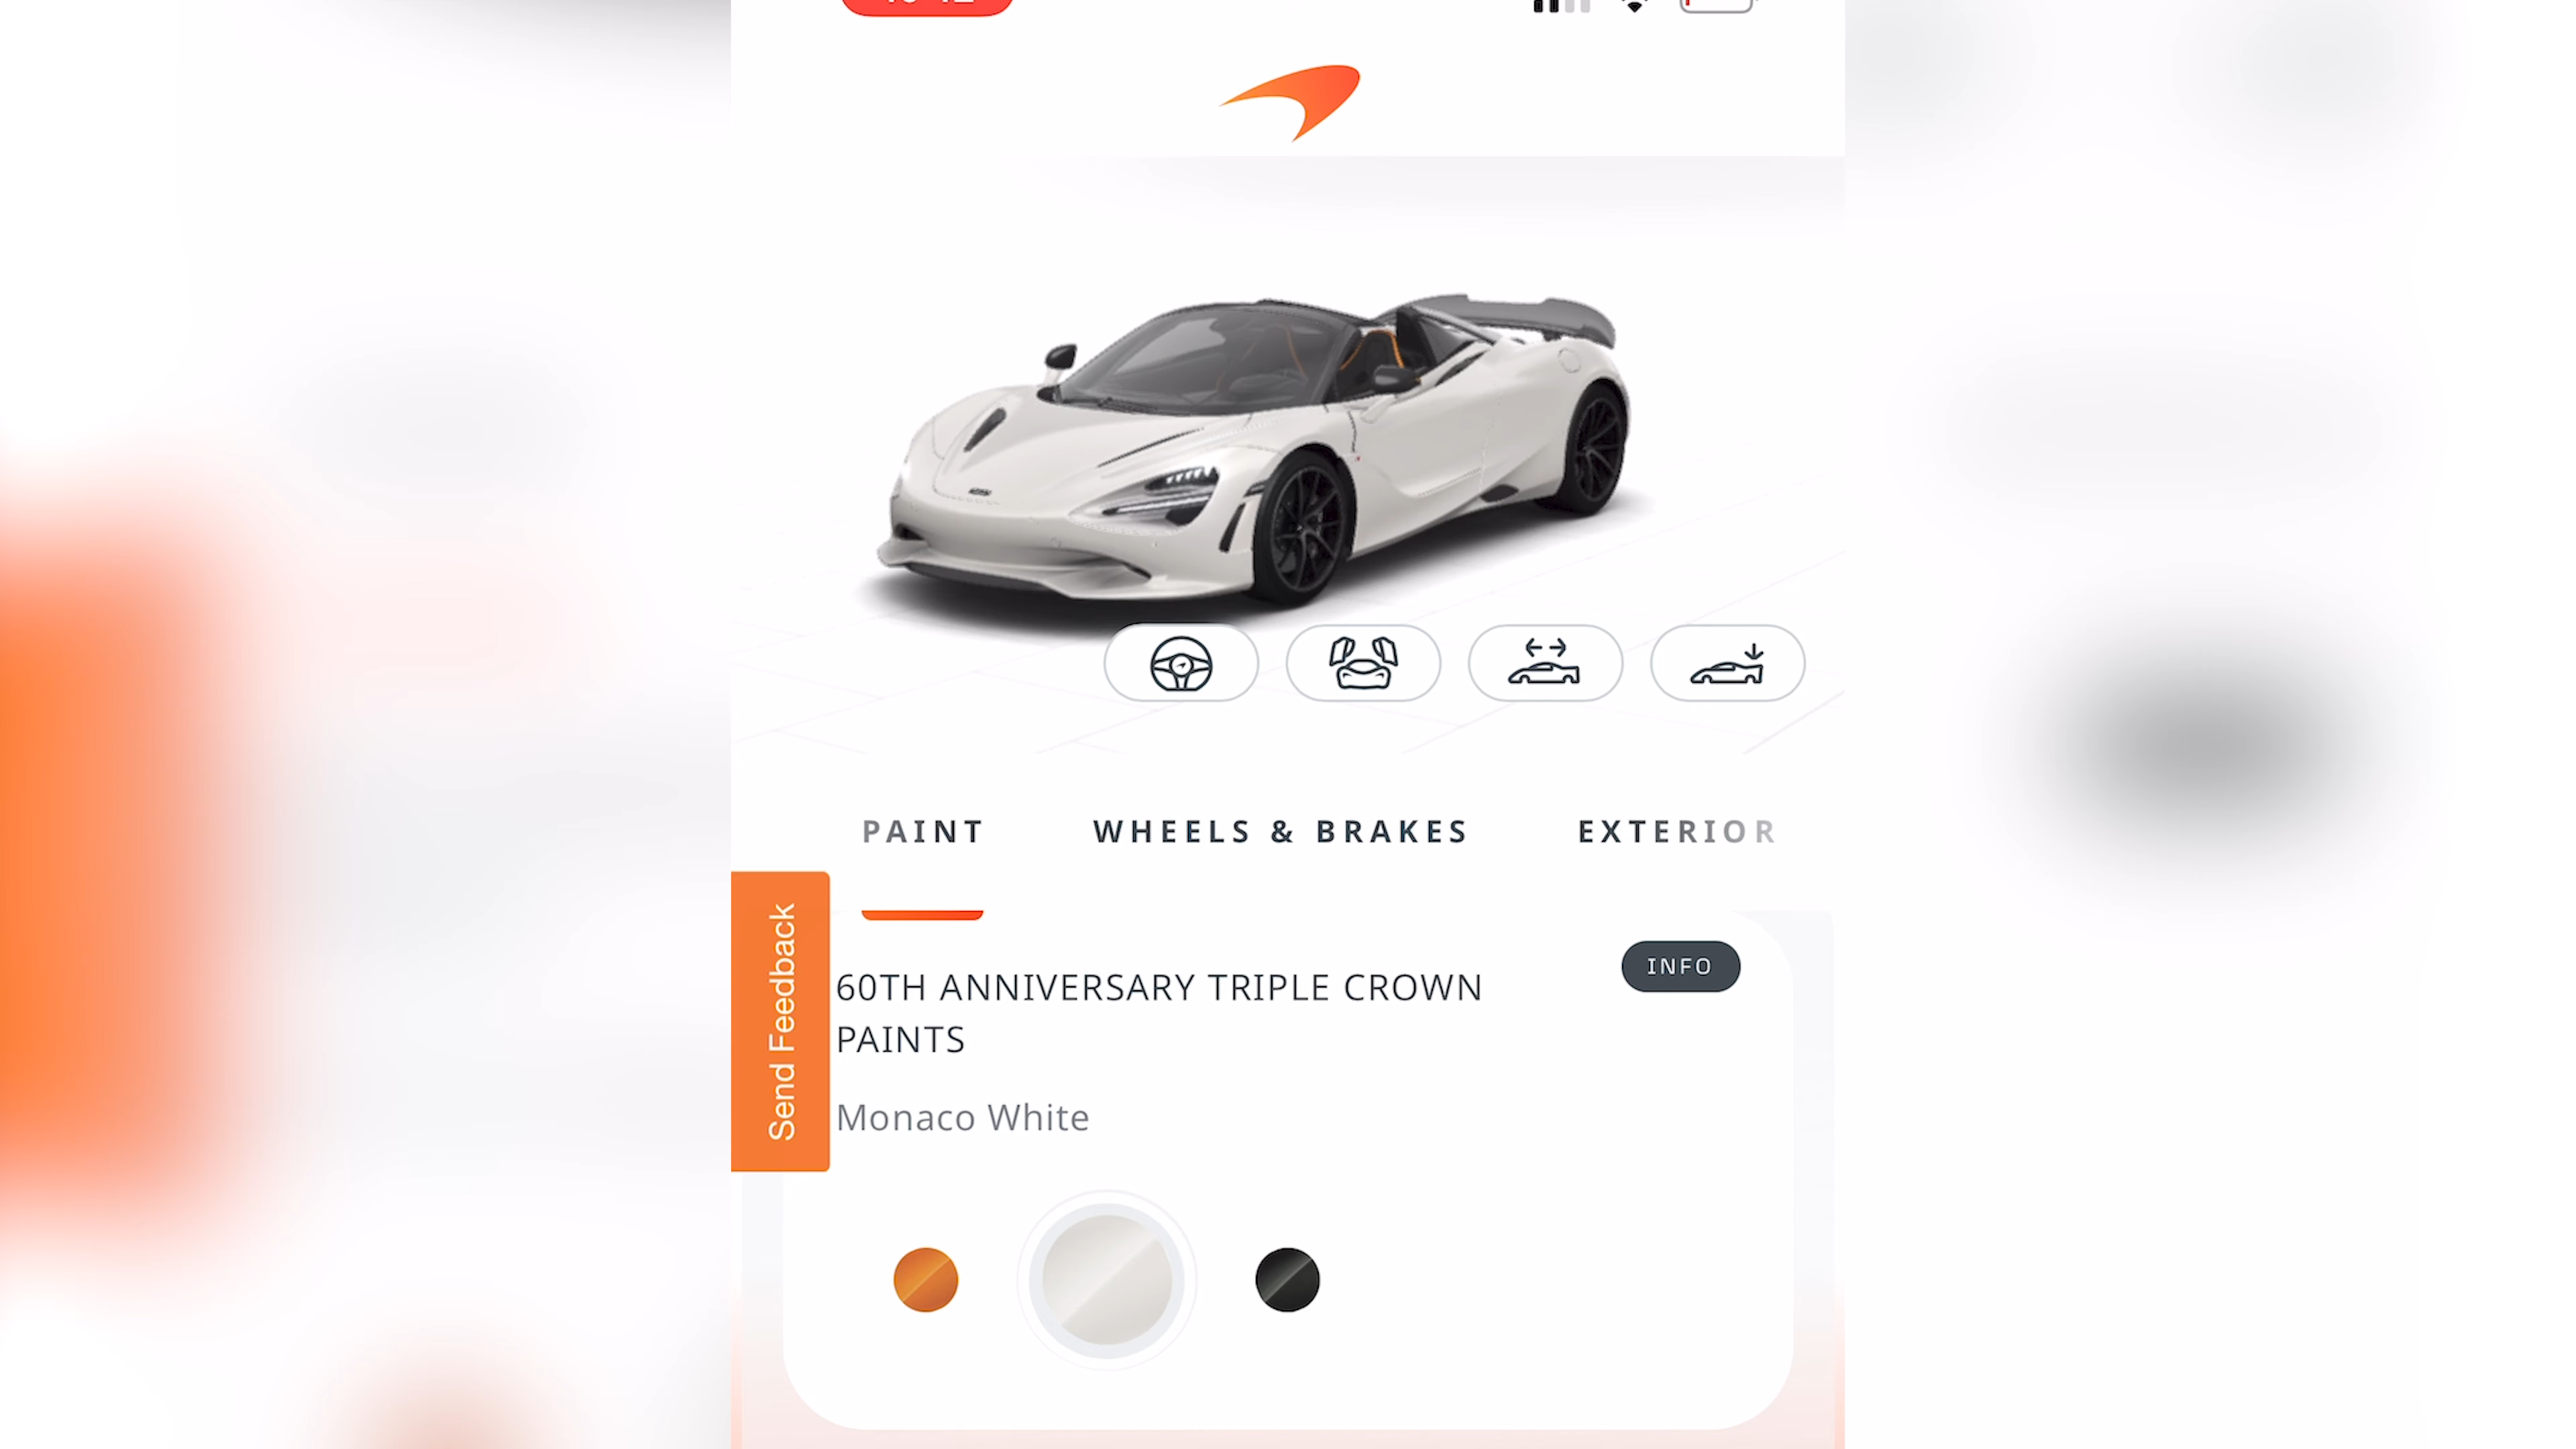 PAINT
WHEELS & BRAKES
EXTERIOR
Send Feedback
INFO
60TH ANNIVERSARY TRIPLE CROWN
PAINTS
Monaco White